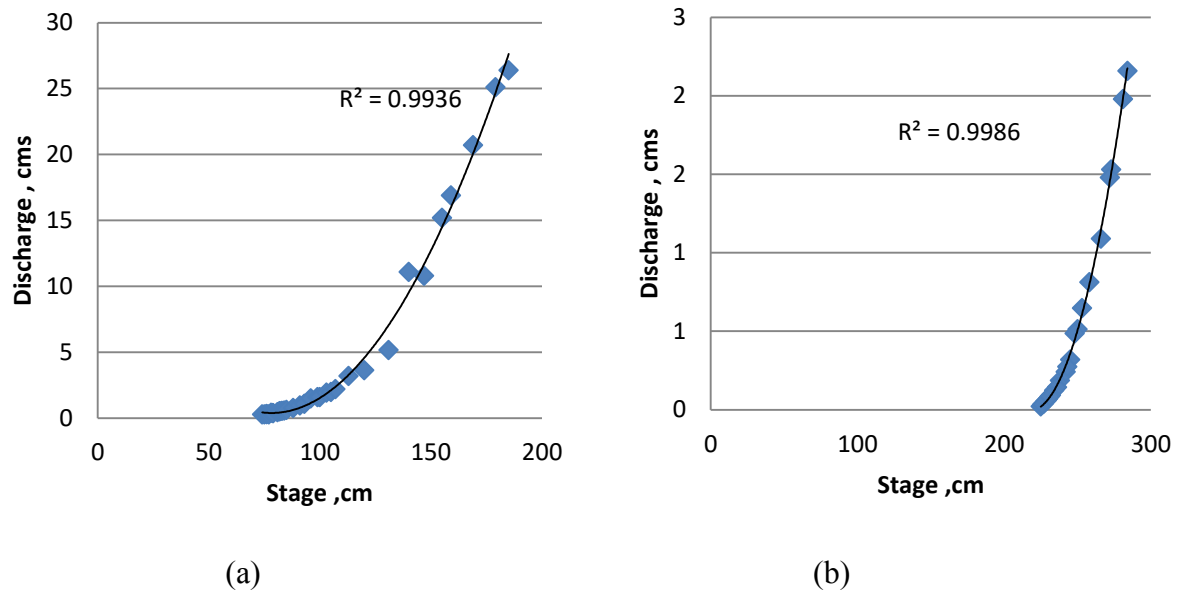 30
25
20
15
10
5
0
Discharge , cms
R² = 0.9936
0 50 100 150 200
Stage ,cm
(a)
3
2
2
1
1
0
Discharge , cms
R² = 0.9986
0 100 200 300
Stage ,cm
(b)